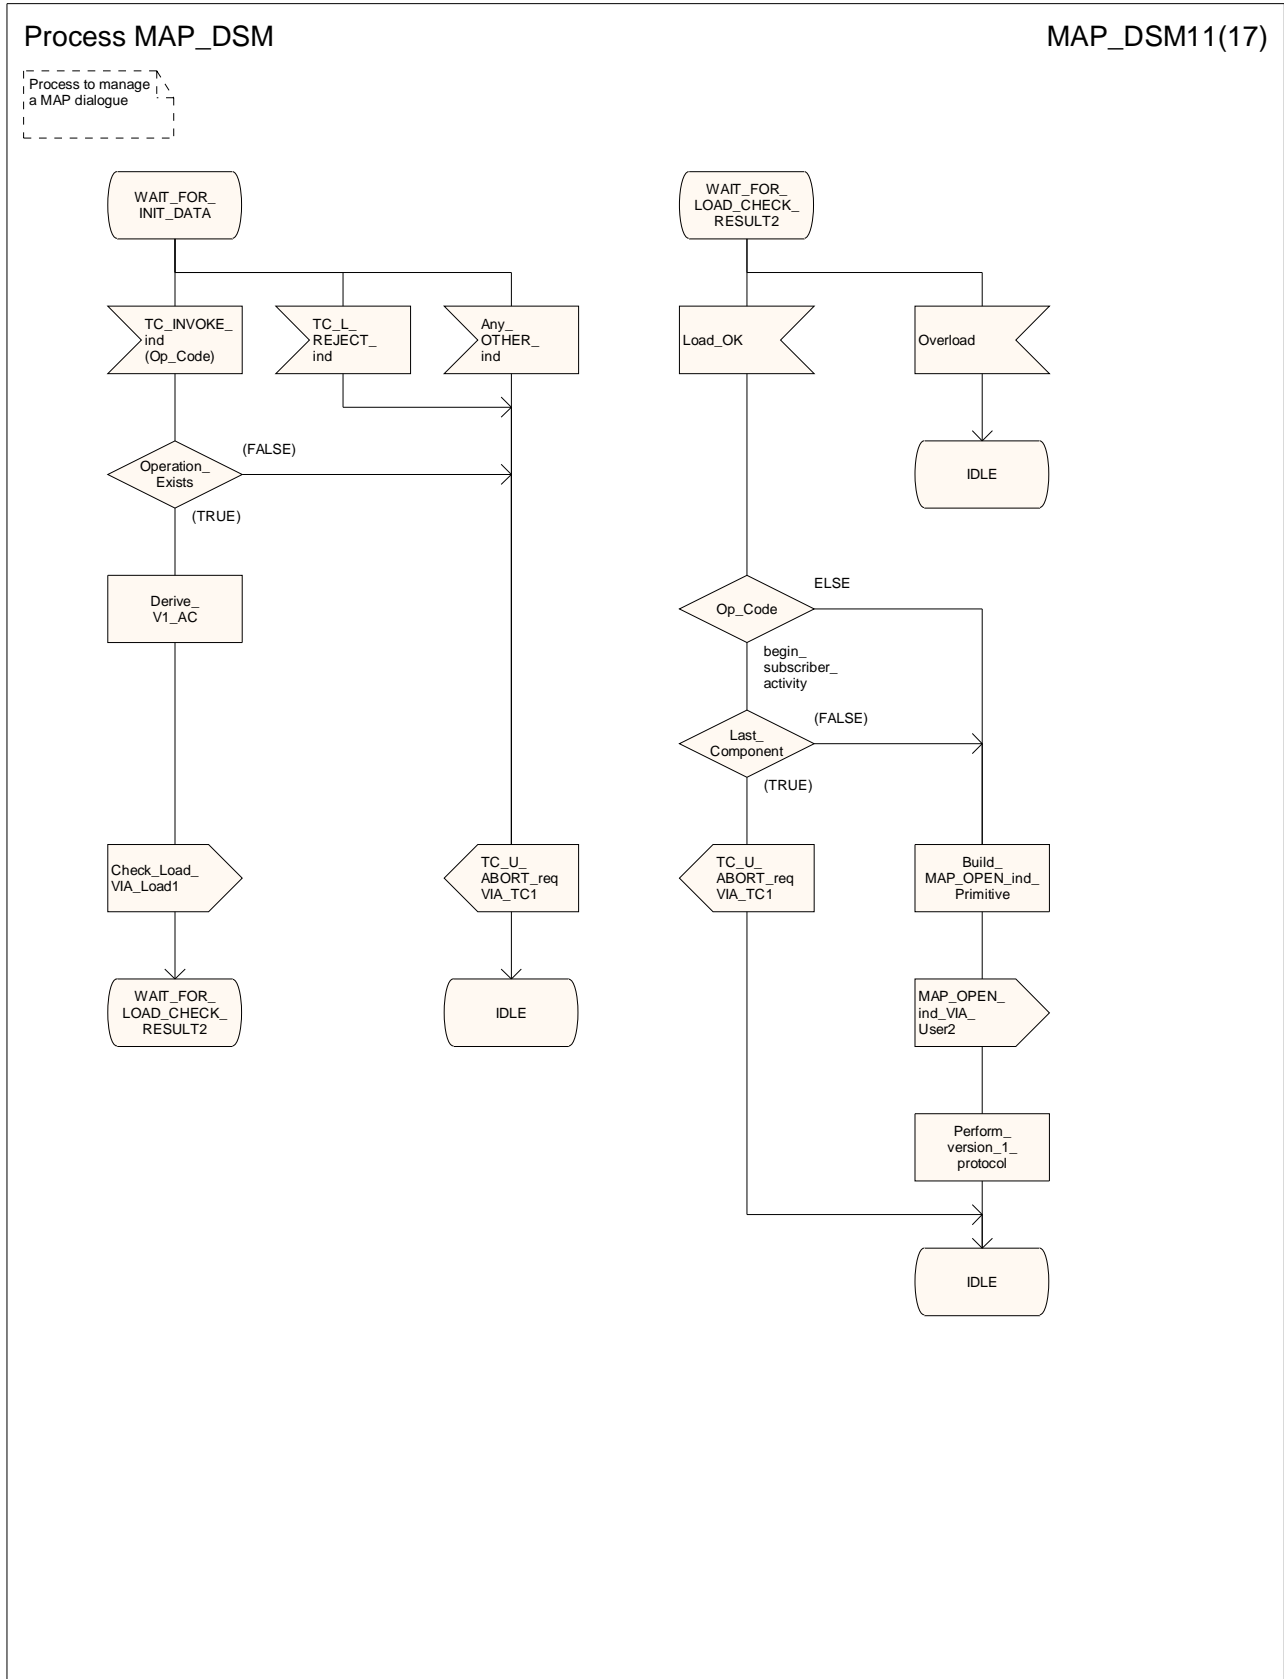 Process MAP_DSM
MAP_DSM11(17)
Process to manage
a MAP dialogue
WAIT_FOR_
INIT_DATA
TC_INVOKE_
ind
(Op_Code)
TC_L_
REJECT_
ind
Any_
OTHER_
ind
Operation_
Exists
(FALSE)
(TRUE)
Derive_
V1_AC
Check_Load_
VIA_Load1
WAIT_FOR_
LOAD_CHECK_
RESULT2
TC_U_
ABORT_req
VIA_TC1
IDLE
WAIT_FOR_
LOAD_CHECK_
RESULT2
Load_OK
Overload
IDLE
Op_Code
ELSE
begin_
subscriber_
activity
Last_
Component
(FALSE)
(TRUE)
TC_U_
ABORT_req
VIA_TC1
Build_
MAP_OPEN_ind_
Primitive
MAP_OPEN_
ind_VIA_
User2
Perform_
version_1_
protocol
IDLE